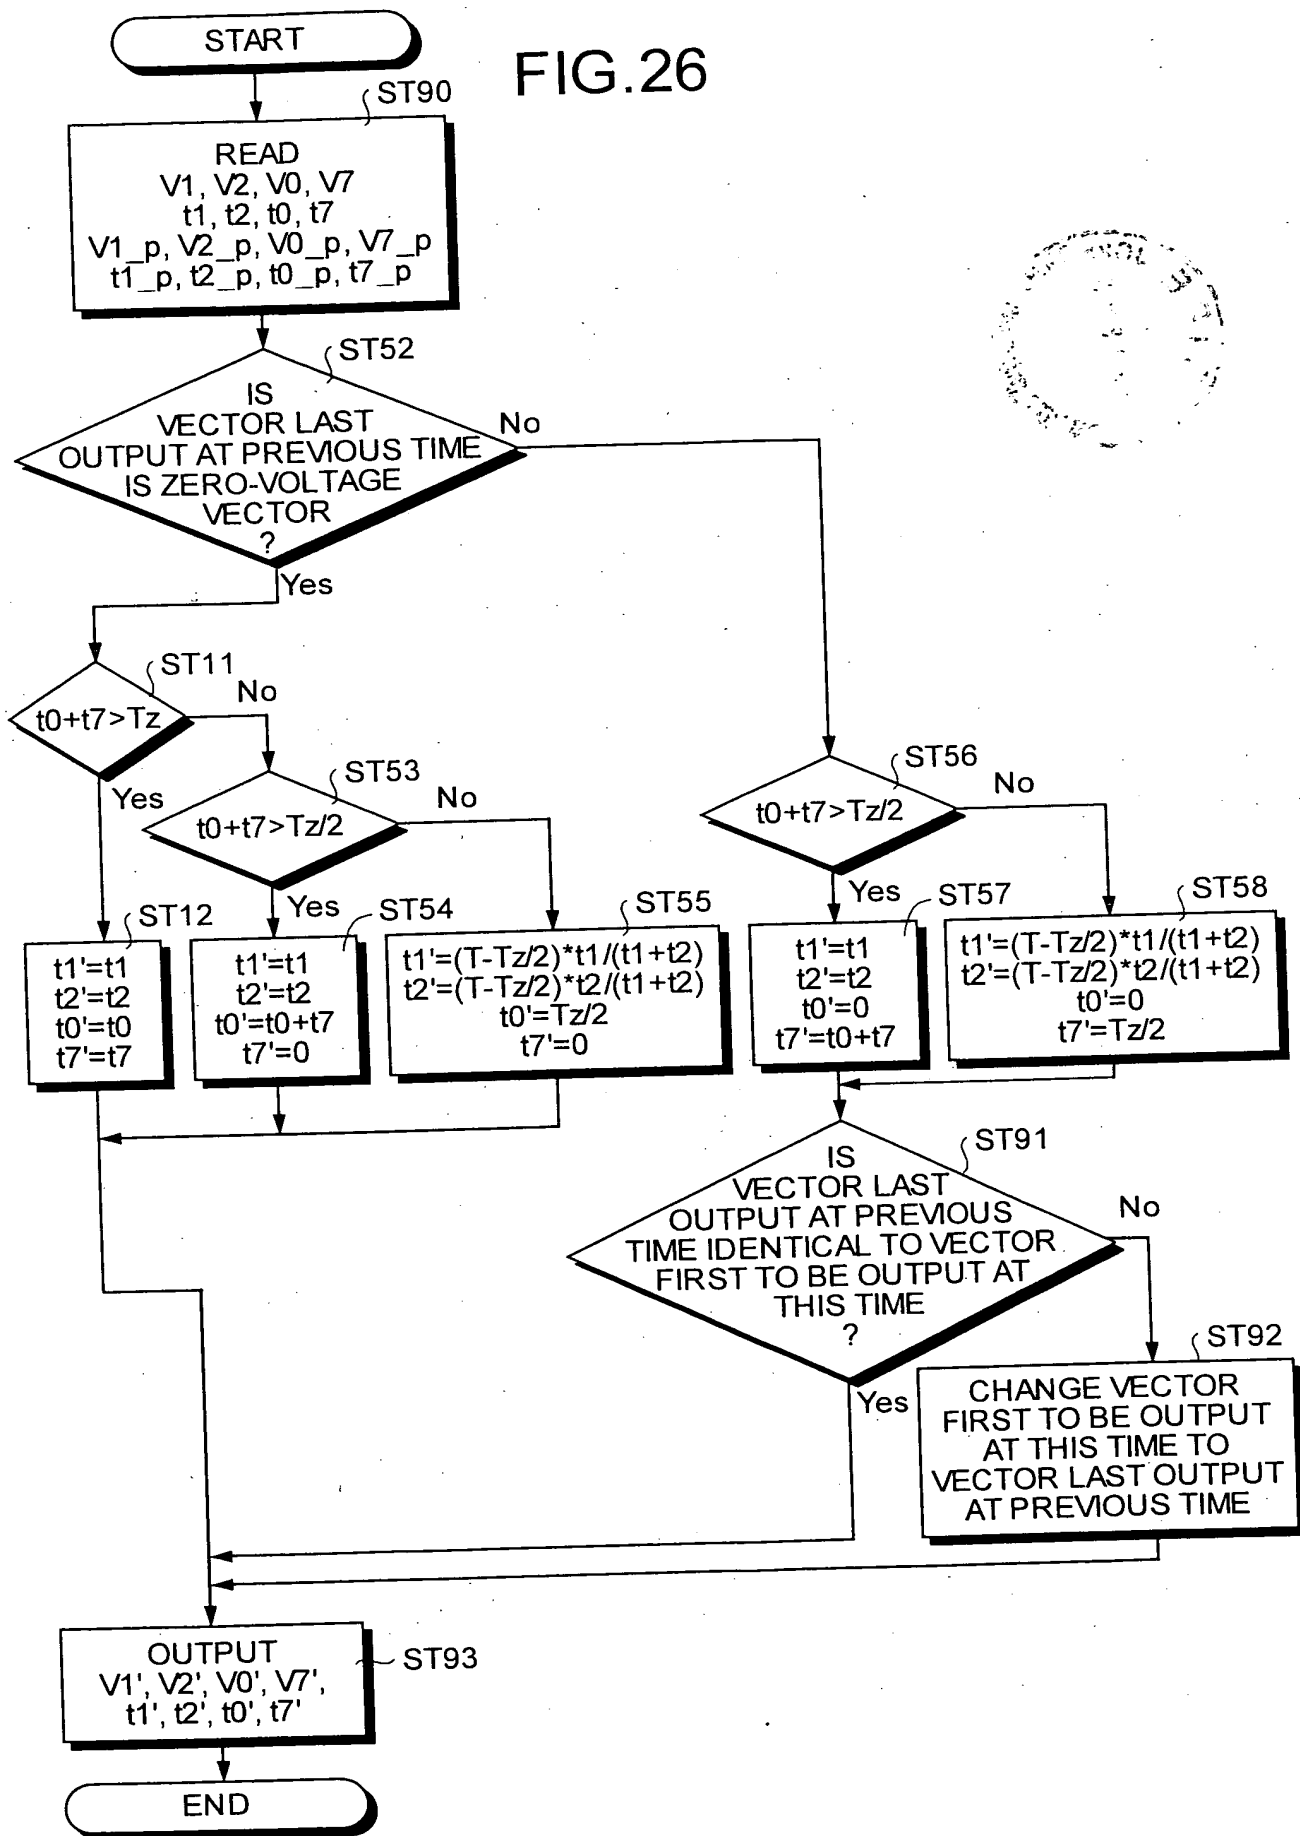 START
FIG.26
ST90
READ
V1, V2, V0, V7
t1, t2, t0, t7
V1_p, V2_p, V0_p, V7_p
t1_p, t2_p, t0_p, t7_p
ST52
IS
VECTOR LAST
OUTPUT AT PREVIOUS TIME
IS ZERO-VOLTAGE
VECTOR
?
No
Yes
ST11
t0+t7>Tz
No
Yes
ST53
t0+t7>Tz/2
No
Yes
ST56
t0+t7>Tz/2
No
Yes
ST12
t1'=t1
t2'=t2
t0'=t0
t7'=t7
ST54
t1'=t1
t2'=t2
t0'=t0+t7
t7'=0
ST55
t1'=(T-Tz/2)*t1/(t1+t2)
t2'=(T-Tz/2)*t2/(t1+t2)
t0'=Tz/2
t7'=0
ST57
t1'=t1
t2'=t2
t0'=0
t7'=t0+t7
ST58
t1'=(T-Tz/2)*t1/(t1+t2)
t2'=(T-Tz/2)*t2/(t1+t2)
t0'=0
t7'=Tz/2
ST91
IS
VECTOR LAST
OUTPUT AT PREVIOUS
TIME IDENTICAL TO VECTOR
FIRST TO BE OUTPUT AT
THIS TIME
?
No
Yes
ST92
CHANGE VECTOR
FIRST TO BE OUTPUT
AT THIS TIME TO
VECTOR LAST OUTPUT
AT PREVIOUS TIME
OUTPUT
V1', V2', V0', V7',
t1', t2', t0', t7'
ST93
END